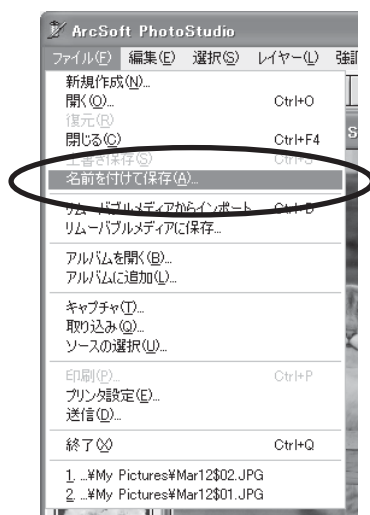 ArcSoft PhotoStudio
ファイル(F) 編集(E) 選択(S) レイヤー(L) 強調
新規作成(N)...
開く(O)... Ctrl+O
復元(R)
閉じる(C) Ctrl+F4
上書き保存(S) Ctrl+S
名前を付けて保存(A)...
リムーバブルメディアからインポート... Ctrl+D
リムーバブルメディアに保存...
アルバムを開く(B)...
アルバムに追加(L)...
キャプチャ(T)...
取り込み(Q)...
ソースの選択(U)...
印刷(P)... Ctrl+P
プリンタ設定(E)...
送信(D)...
終了(X) Ctrl+Q
1. ...¥My Pictures¥Mar12$02.JPG
2. ...¥My Pictures¥Mar12$01.JPG